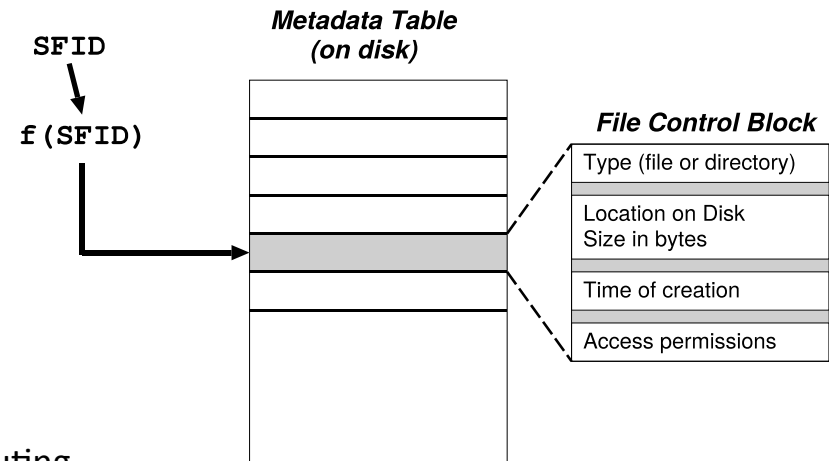 Metadata Table
(on disk)
SFID
f(SFID)
File Control Block
Type (file or directory)
Location on Disk
Size in bytes
Time of creation
Access permissions